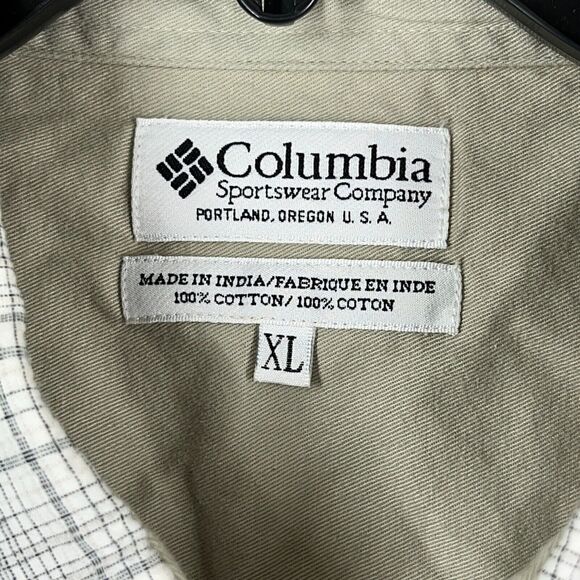 Columbia
Sportswear Company
PORTLAND, OREGON U.S.A.
MADE IN INDIA/FABRIQUE EN INDE
100% COTTON/100% COTON
XL